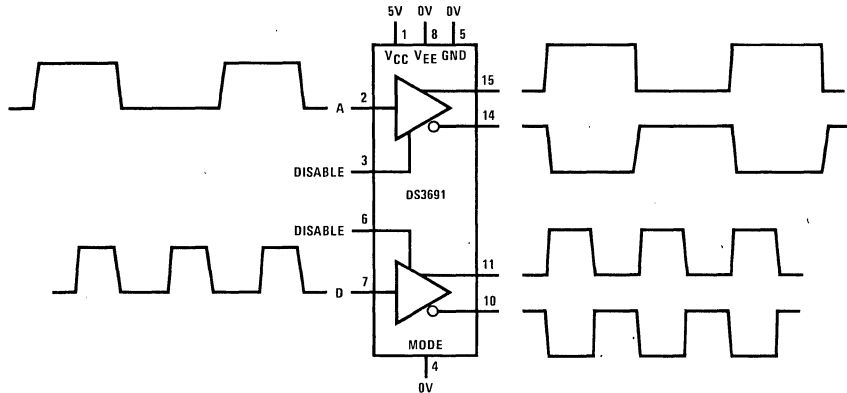 5V 0V 0V
1 8 5
VCC VEE GND
15
2
A
14
3
DISABLE
DS3691
6
DISABLE
11
7
D
10
MODE
4
0V